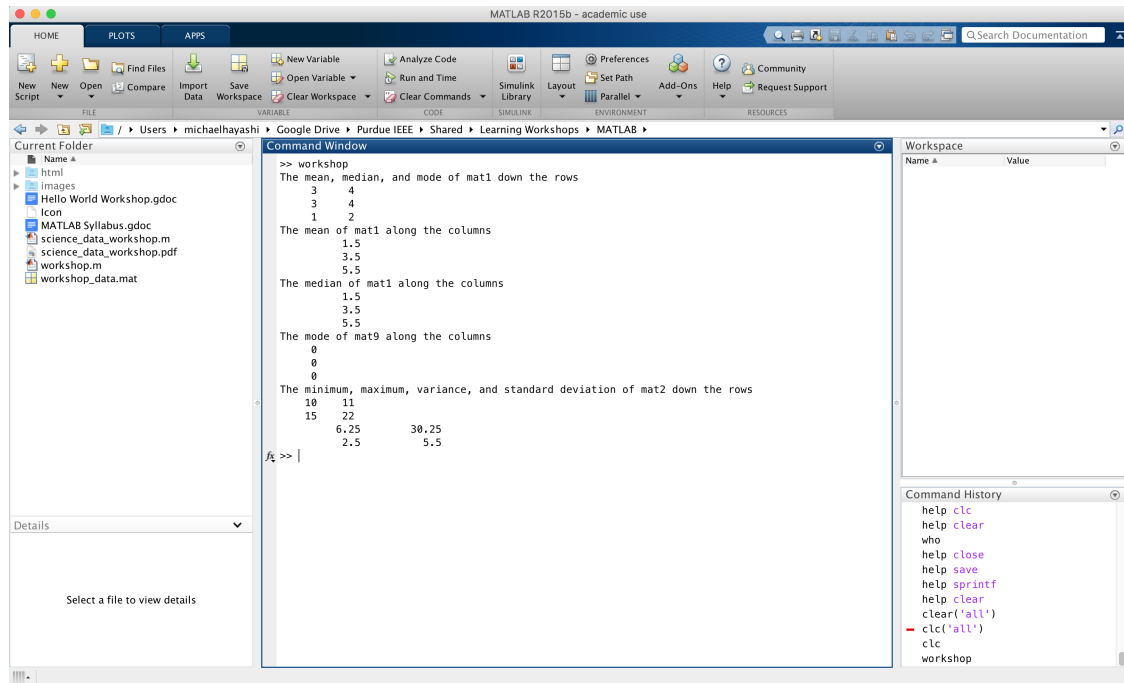 MATLAB R2015b - academic use
HOME PLOTS APPS
Search Documentation
New Script
New
Open
Find Files
Compare
Import Data
Save Workspace
New Variable
Open Variable
Clear Workspace
Analyze Code
Run and Time
Clear Commands
Simulink Library
Layout
Preferences
Set Path
Parallel
Add-Ons
Help
Community
Request Support
FILE VARIABLE CODE SIMULINK ENVIRONMENT RESOURCES
/ Users michaelhayashi Google Drive Purdue IEEE Shared Learning Workshops MATLAB
Current Folder
Name
html
images
Hello World Workshop.gdoc
Icon
MATLAB Syllabus.gdoc
science_data_workshop.m
science_data_workshop.pdf
workshop.m
workshop_data.mat
Details
Select a file to view details
Command Window
>> workshop
The mean, median, and mode of mat1 down the rows
3 4
3 4
1 2
The mean of mat1 along the columns
1.5
3.5
5.5
The median of mat1 along the columns
1.5
3.5
5.5
The mode of mat9 along the columns
0
0
0
The minimum, maximum, variance, and standard deviation of mat2 down the rows
10 11
15 22
6.25 30.25
2.5 5.5
fx >>
Workspace
Name Value
Command History
help clc
help clear
who
help close
help save
help sprintf
help clear
clear('all')
clc('all')
clc
workshop